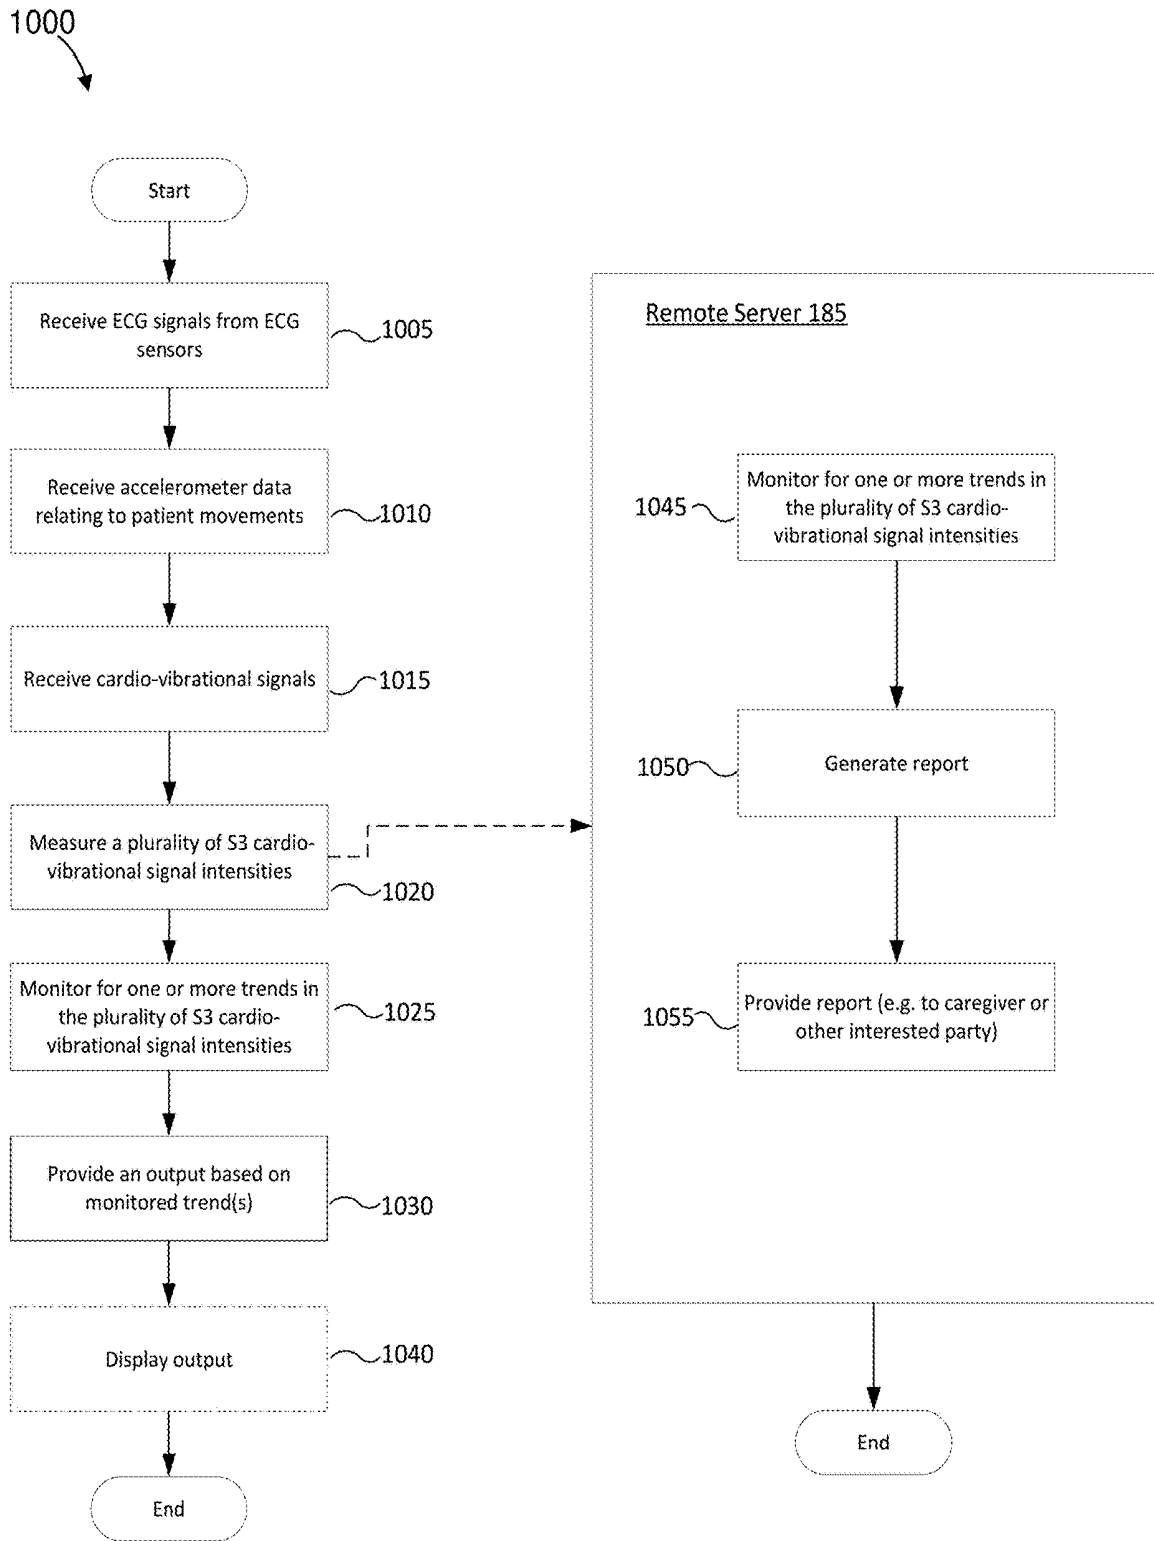 1000
Start
Receive ECG signals from ECG
sensors
1005
Receive accelerometer data
relating to patient movements
1010
Receive cardio-vibrational signals
1015
Measure a plurality of S3 cardio-
vibrational signal intensities
1020
Monitor for one or more trends in
the plurality of S3 cardio-
vibrational signal intensities
1025
Provide an output based on
monitored trend(s)
1030
Display output
1040
End
Remote Server 185
Monitor for one or more trends in
the plurality of S3 cardio-
vibrational signal intensities
1045
Generate report
1050
Provide report (e.g. to caregiver or
other interested party)
1055
End